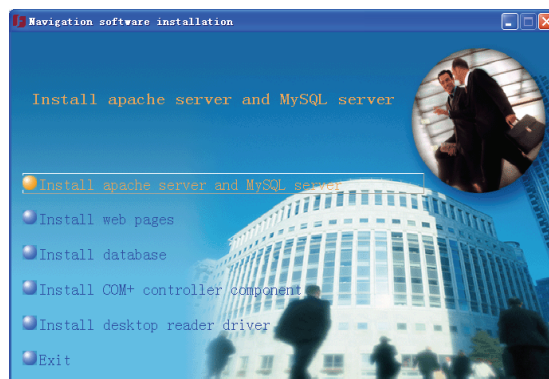 Navigation software installation
Install apache server and MySQL server
Install apache server and MySQL server
Install web pages
Install database
Install COM+ controller component
Install desktop reader driver
Exit